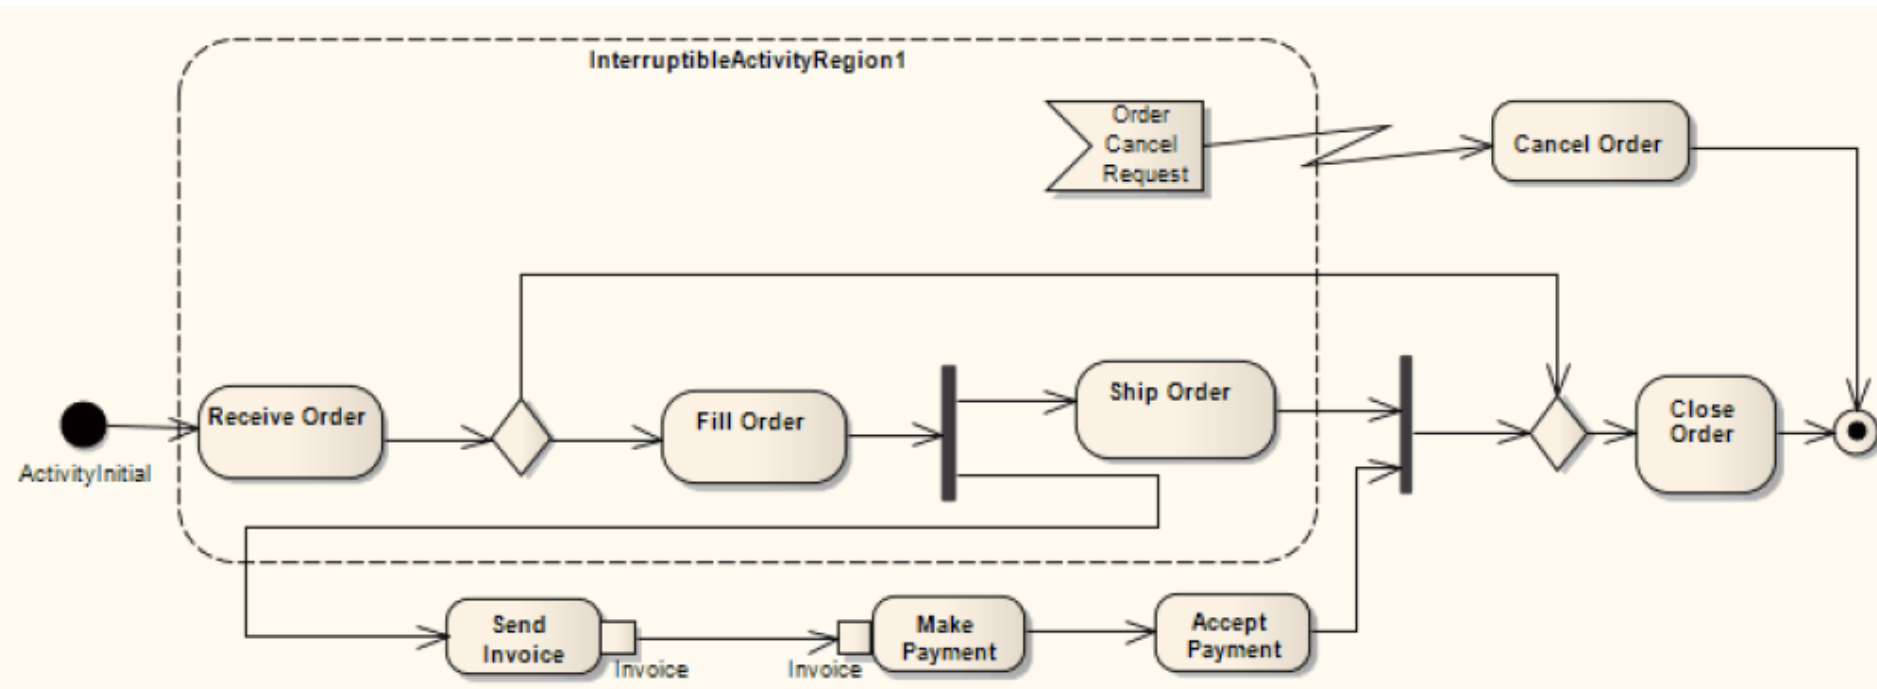 InterruptibleActivityRegion1
Order
Cancel
Request
Cancel Order
Receive Order
ActivityInitial
Fill Order
Ship Order
Close
Order
Send
Invoice
Invoice
Invoice
Make
Payment
Accept
Payment